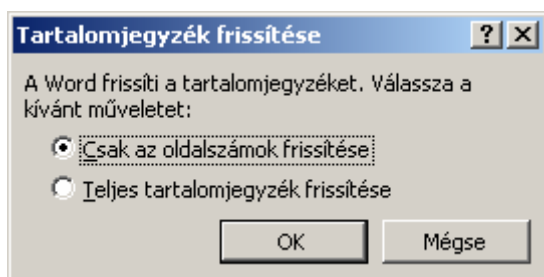 Tartalomjegyzék frissítése
A Word frissíti a tartalomjegyzéket. Válassza a
kívánt műveletet:
Csak az oldalszámok frissítése
Teljes tartalomjegyzék frissítése
OK Mégse